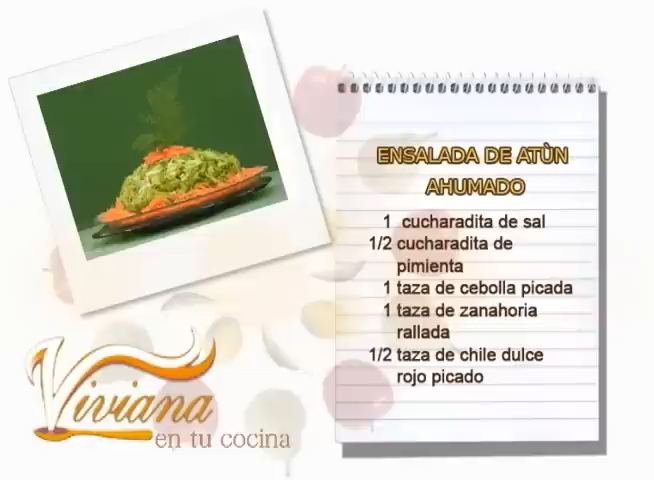 ENSALADA DE ATÙN
AHUMADO
1 cucharadita de sal
1/2 cucharadita de
pimienta
1 taza de cebolla picada
1 taza de zanahoria
rallada
1/2 taza de chile dulce
rojo picado
Viviana
en tu cocina